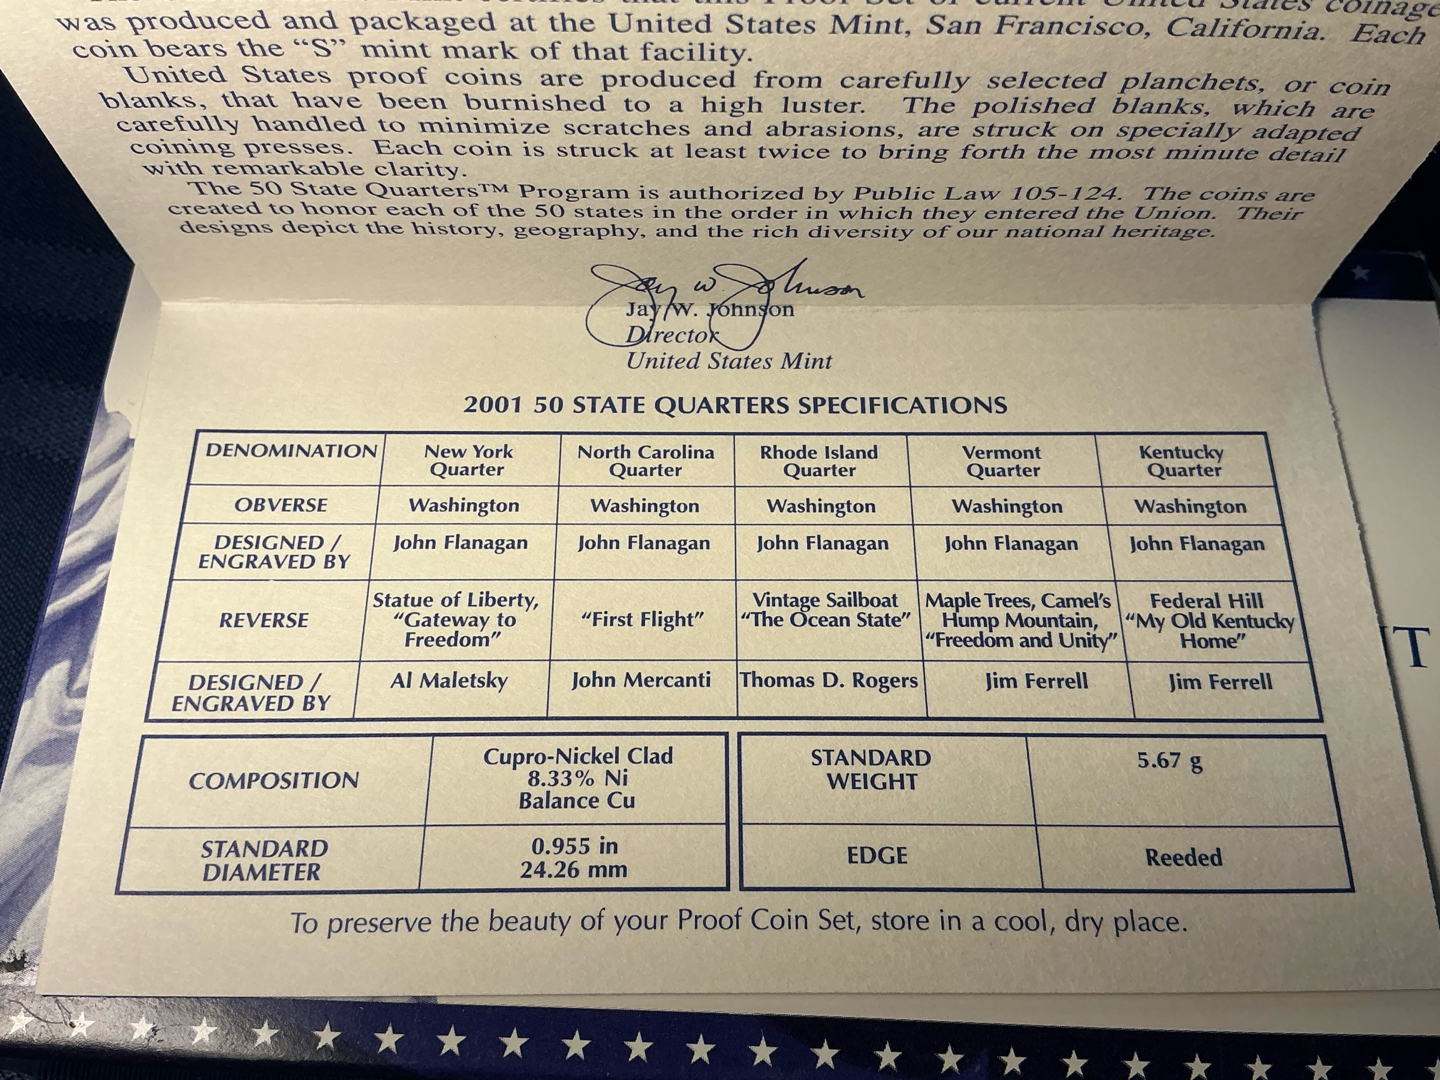 certifies that this Proof Set of current United States coinage
was produced and packaged at the United States Mint, San Francisco, California. Each
coin bears the “S” mint mark of that facility.
United States proof coins are produced from carefully selected planchets, or coin
blanks, that have been burnished to a high luster. The polished blanks, which are
carefully handled to minimize scratches and abrasions, are struck on specially adapted
coining presses. Each coin is struck at least twice to bring forth the most minute detail
with remarkable clarity.
The 50 State Quarters™ Program is authorized by Public Law 105-124. The coins are
created to honor each of the 50 states in the order in which they entered the Union. Their
designs depict the history, geography, and the rich diversity of our national heritage.
Jay W. Johnson
Jay W. Johnson
Director
United States Mint
2001 50 STATE QUARTERS SPECIFICATIONS
DENOMINATION New York Quarter North Carolina Quarter Rhode Island Quarter Vermont Quarter Kentucky Quarter
OBVERSE Washington Washington Washington Washington Washington
DESIGNED / ENGRAVED BY John Flanagan John Flanagan John Flanagan John Flanagan John Flanagan
REVERSE Statue of Liberty, “Gateway to Freedom” “First Flight” Vintage Sailboat “The Ocean State” Maple Trees, Camel’s Hump Mountain, “Freedom and Unity” Federal Hill “My Old Kentucky Home”
DESIGNED / ENGRAVED BY Al Maletsky John Mercanti Thomas D. Rogers Jim Ferrell Jim Ferrell
COMPOSITION Cupro-Nickel Clad 8.33% Ni Balance Cu STANDARD WEIGHT 5.67 g
STANDARD DIAMETER 0.955 in 24.26 mm EDGE Reeded
To preserve the beauty of your Proof Coin Set, store in a cool, dry place.
T